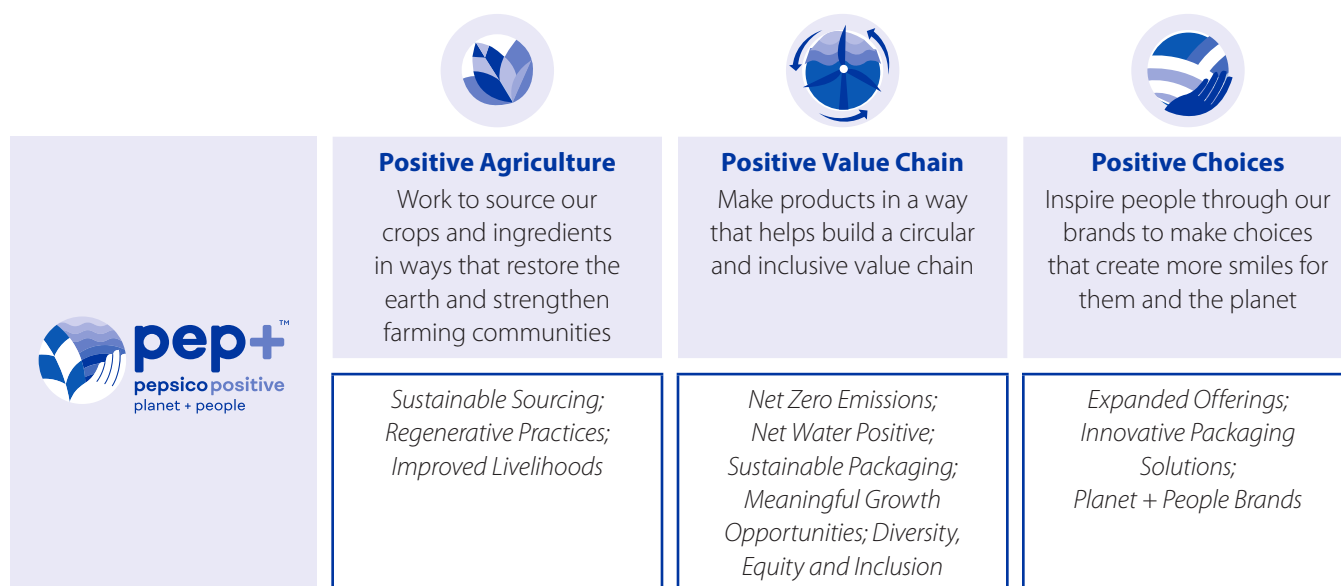 Positive Agriculture
Work to source our
crops and ingredients
in ways that restore the
earth and strengthen
farming communities
Positive Value Chain
Make products in a way
that helps build a circular
and inclusive value chain
Positive Choices
Inspire people through our
brands to make choices
that create more smiles for
them and the planet
pep+™
pepsico positive
planet + people
Sustainable Sourcing;
Regenerative Practices;
Improved Livelihoods
Net Zero Emissions;
Net Water Positive;
Sustainable Packaging;
Meaningful Growth
Opportunities; Diversity,
Equity and Inclusion
Expanded Offerings;
Innovative Packaging
Solutions;
Planet + People Brands